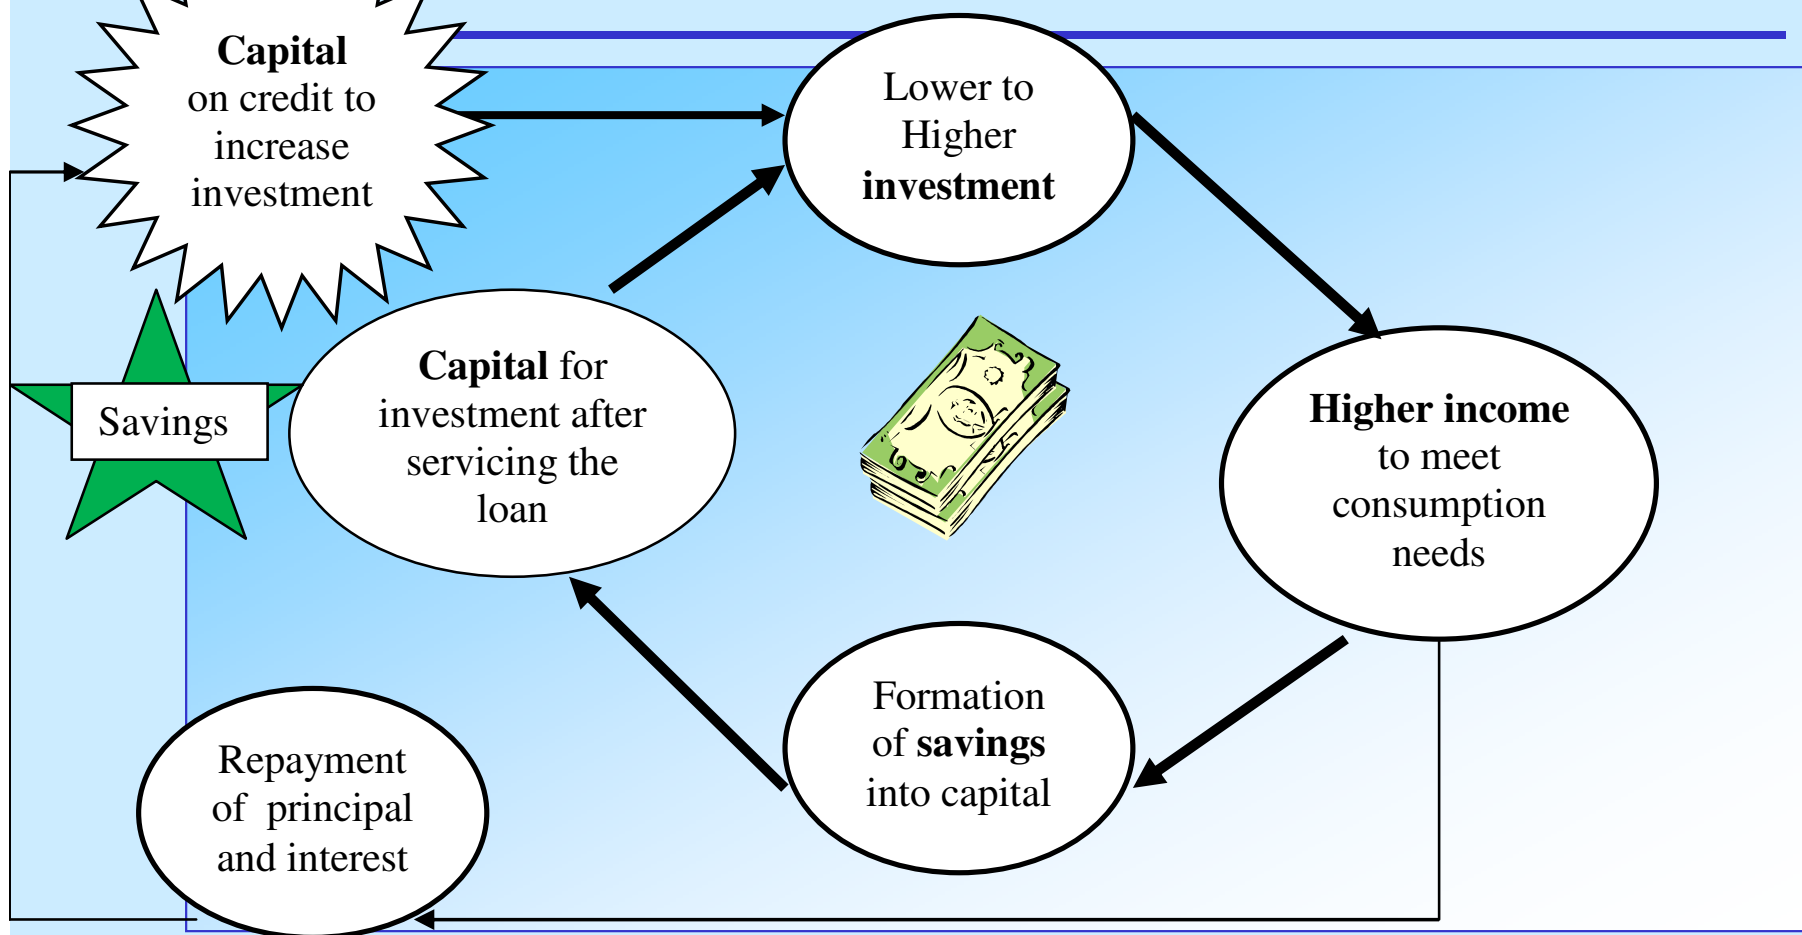 Capital
on credit to
increase
investment
Lower to
Higher
investment
Capital for
investment after
servicing the
loan
Savings
Higher income
to meet
consumption
needs
Formation
of savings
into capital
Repayment
of principal
and interest